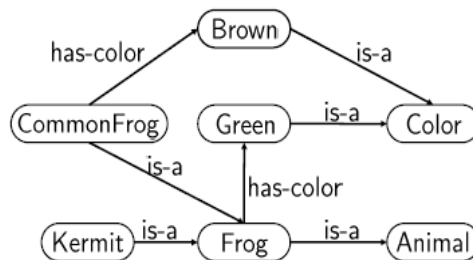 Brown
has-color
is-a
CommonFrog
Green
is-a
Color
is-a
has-color
Kermit
is-a
Frog
is-a
Animal